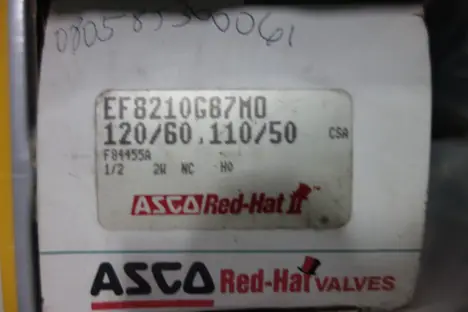 080585300061
EF8210G87MO
120/60,110/50 CSA
F84455A
1/2 2W NC HO
ASCO Red-Hat II
ASCO Red-Hat VALVES